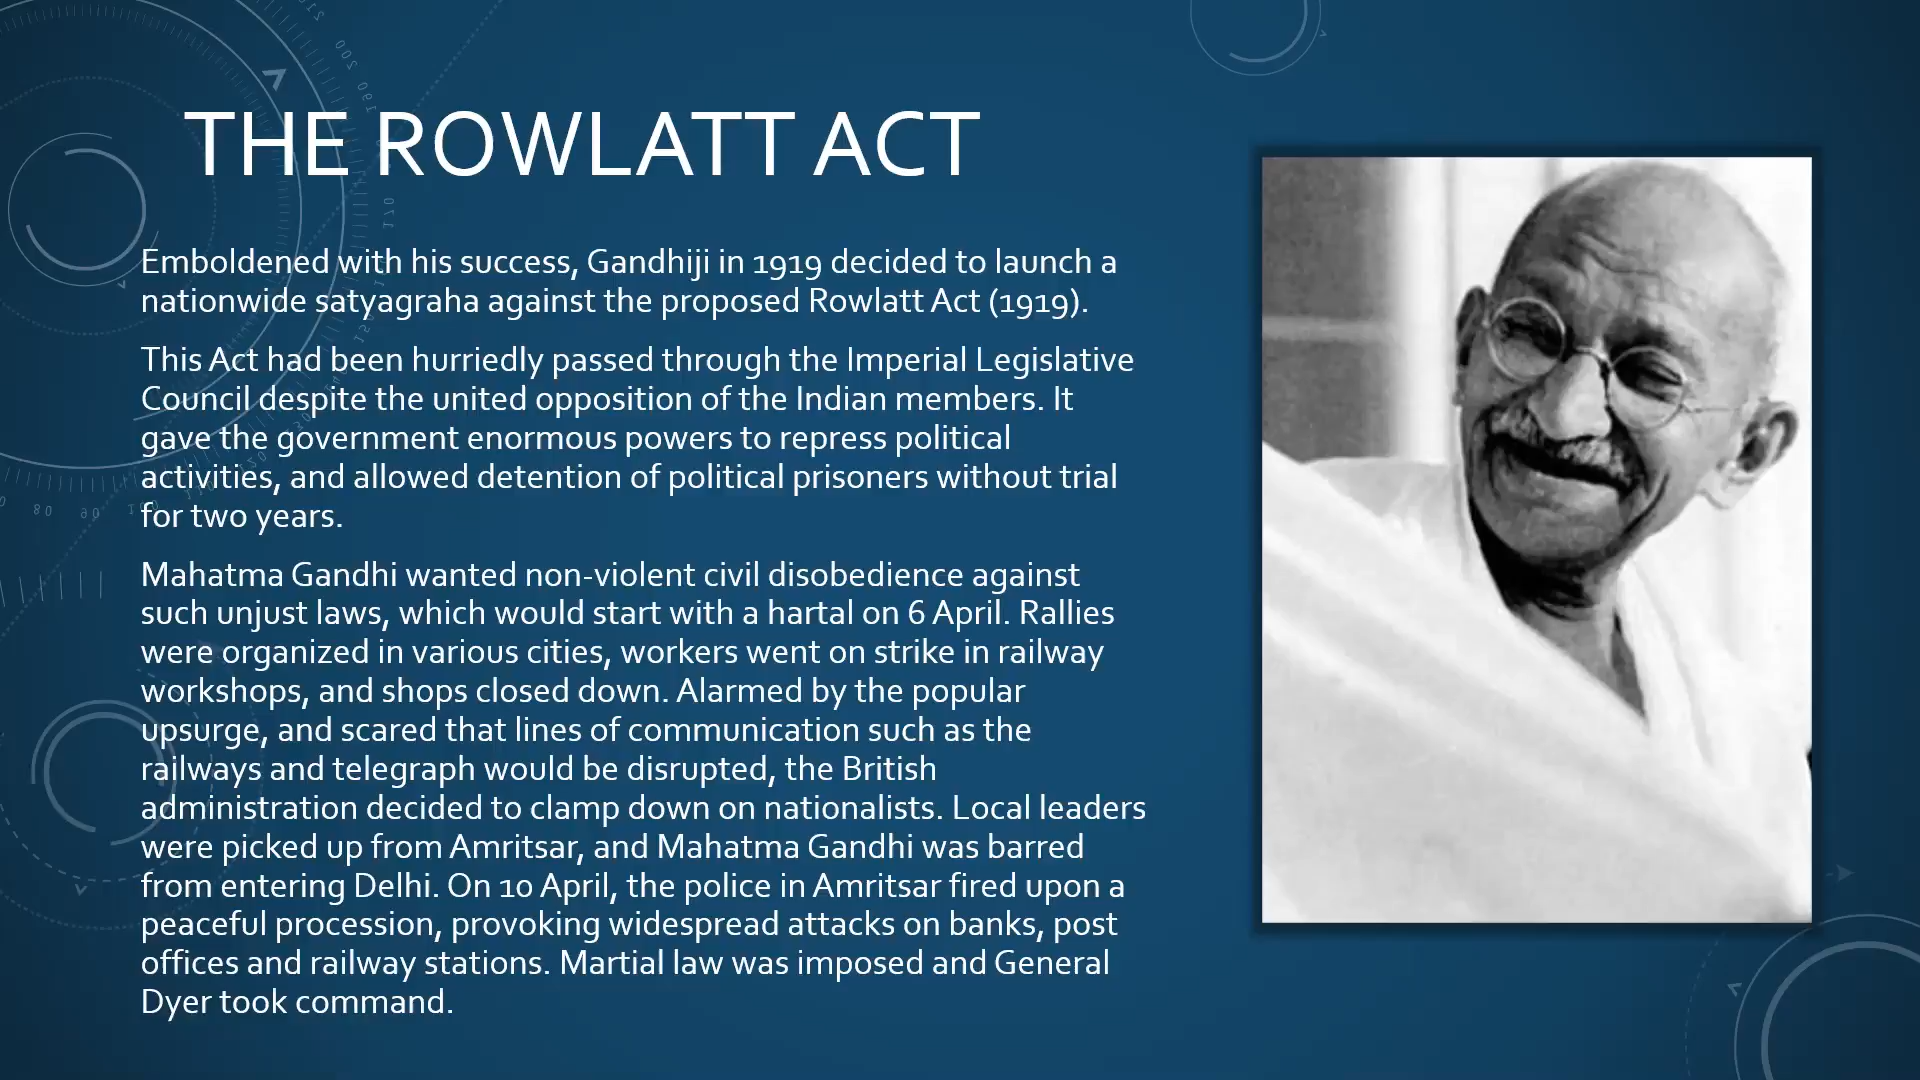 THE ROWLATT ACT
Emboldened with his success, Gandhiji in 1919 decided to launch a
nationwide satyagraha against the proposed Rowlatt Act (1919).
This Act had been hurriedly passed through the Imperial Legislative
Council despite the united opposition of the Indian members. It
gave the government enormous powers to repress political
activities, and allowed detention of political prisoners without trial
for two years.
Mahatma Gandhi wanted non-violent civil disobedience against
such unjust laws, which would start with a hartal on 6 April. Rallies
were organized in various cities, workers went on strike in railway
workshops, and shops closed down. Alarmed by the popular
upsurge, and scared that lines of communication such as the
railways and telegraph would be disrupted, the British
administration decided to clamp down on nationalists. Local leaders
were picked up from Amritsar, and Mahatma Gandhi was barred
from entering Delhi. On 10 April, the police in Amritsar fired upon a
peaceful procession, provoking widespread attacks on banks, post
offices and railway stations. Martial law was imposed and General
Dyer took command.